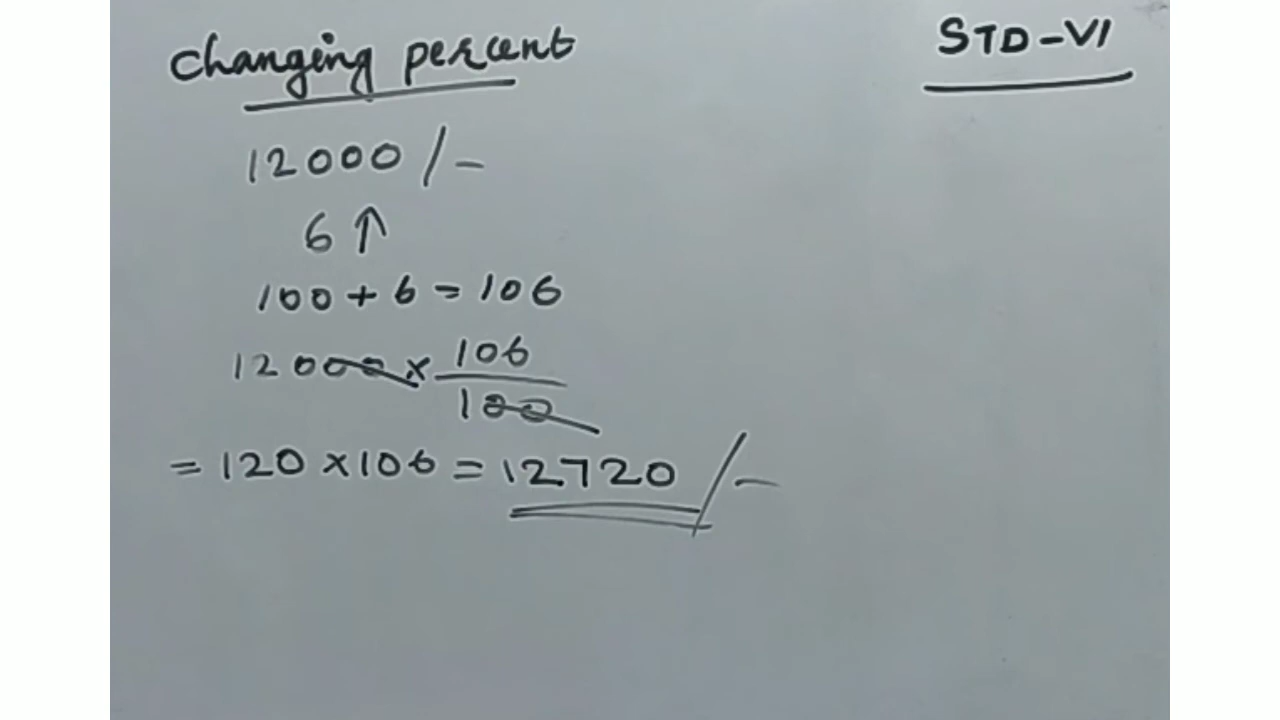 changing percent
STD-VI
12000/-
6↑
100+6=106
12000×106/100
=120×106=12720/-